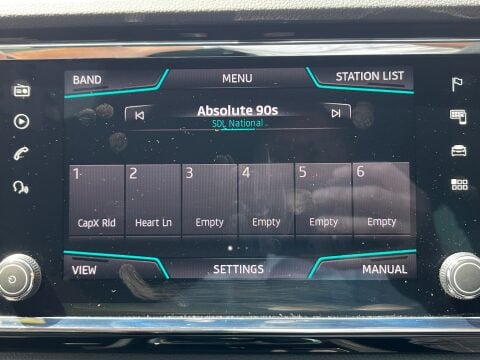 BAND MENU STATION LIST
Absolute 90s
SDL National
1 2 3 4 5 6
CapX Rld Heart Ln Empty Empty Empty Empty
VIEW SETTINGS MANUAL